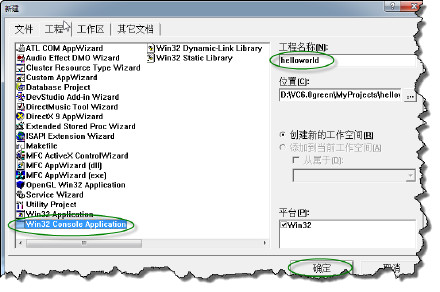 新建
文件 工程 工作区 其它文档
ATL COM AppWizard
Audio Effect DMO Wizard
Cluster Resource Type Wizard
Custom AppWizard
Database Project
DevStudio Add-in Wizard
DirectMusic Tool Wizard
DirectX 9 AppWizard
Extended Stored Proc Wizard
ISAPI Extension Wizard
Makefile
MFC ActiveX ControlWizard
MFC AppWizard [dll]
MFC AppWizard [exe]
OpenGL Win32 Application
Service Wizard
Utility Project
Win32 Application
Win32 Console Application
Win32 Dynamic-Link Library
Win32 Static Library
工程名称[N]:
helloworld
位置[C]:
D:\VC6.0green\MyProjects\hellov
...
创建新的工作空间[R]
添加到当前工作空间[A]
从属于[D]:
平台[P]:
Win32
确定
取消